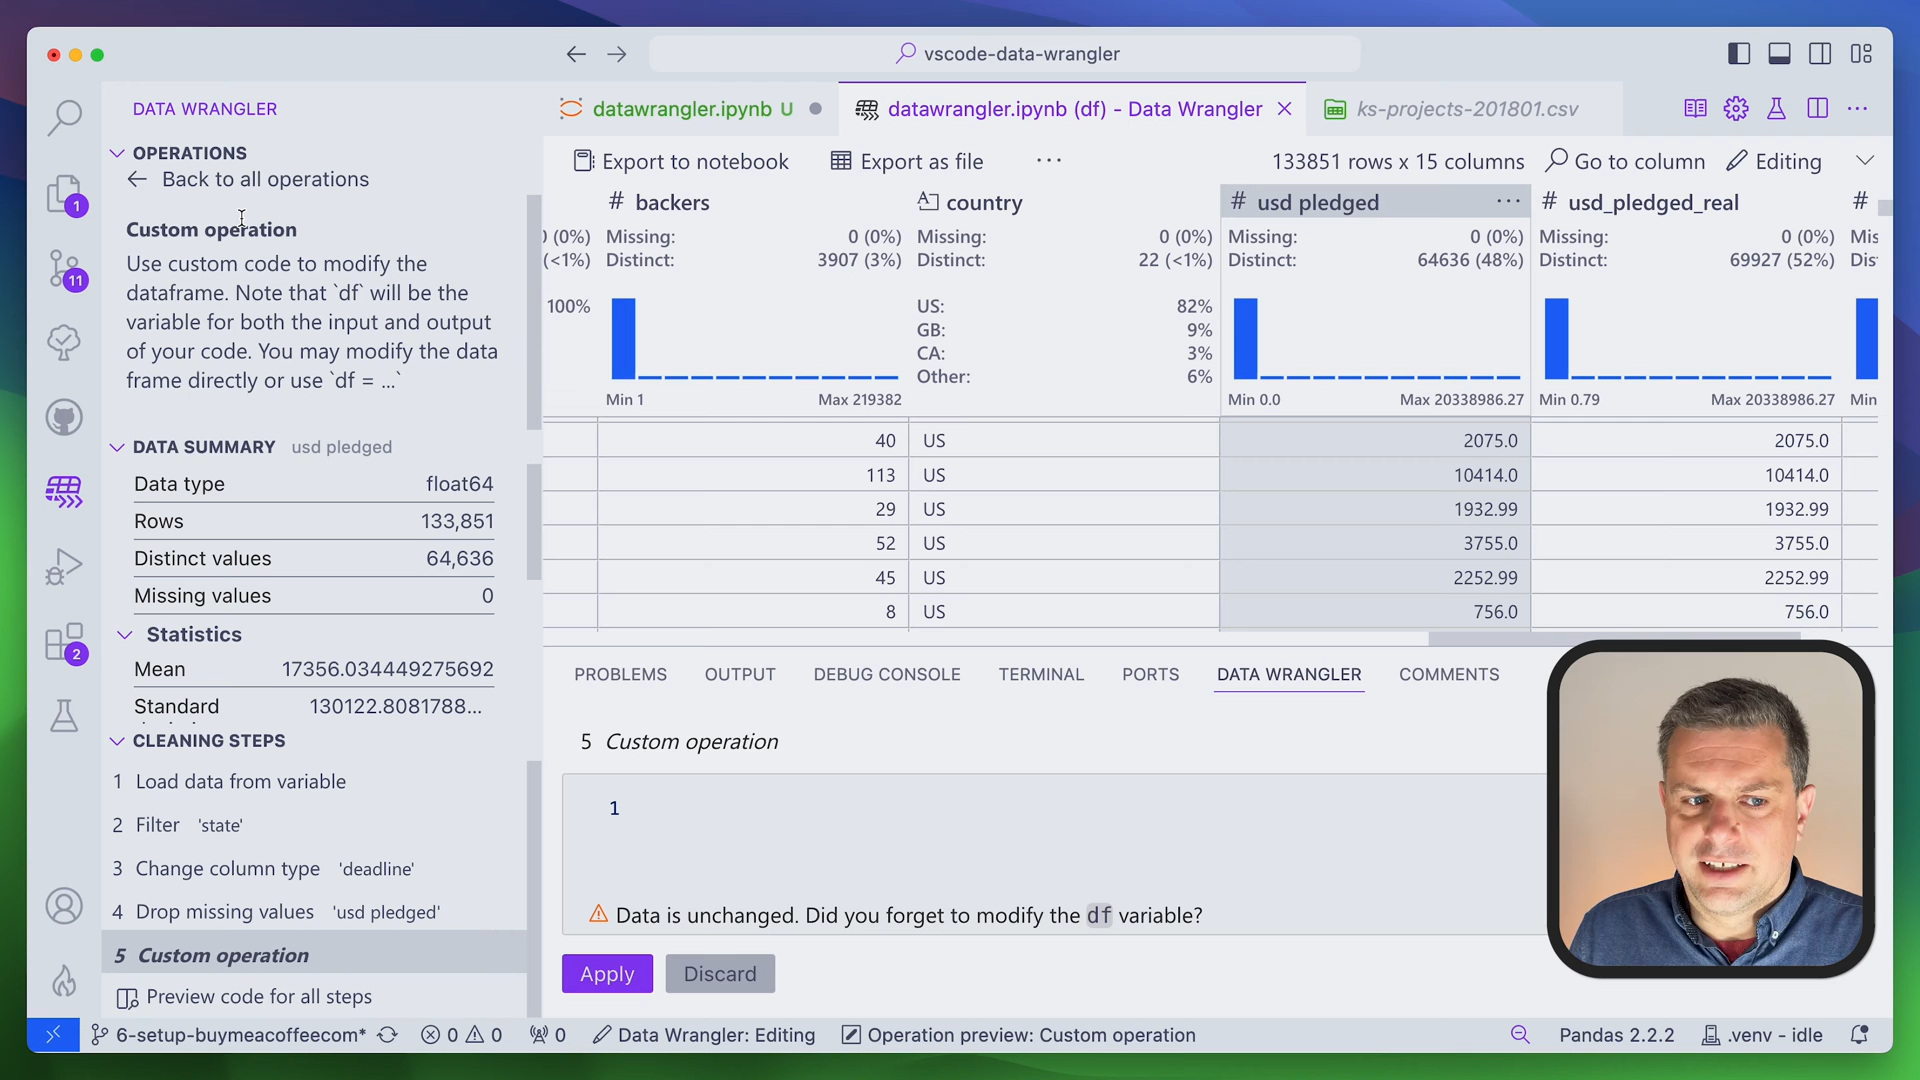 vscode-data-wrangler
DATA WRANGLER
datawrangler.ipynb U
datawrangler.ipynb (df) - Data Wrangler
ks-projects-201801.csv
OPERATIONS
Back to all operations
Custom operation
Use custom code to modify the
dataframe. Note that `df` will be the
variable for both the input and output
of your code. You may modify the data
frame directly or use `df = ...`
1
11
2
DATA SUMMARY usd pledged
Data type float64
Rows 133,851
Distinct values 64,636
Missing values 0
Statistics
Mean 17356.034449275692
Standard 130122.8081788...
CLEANING STEPS
1 Load data from variable
2 Filter 'state'
3 Change column type 'deadline'
4 Drop missing values 'usd pledged'
5 Custom operation
Preview code for all steps
Export to notebook Export as file ... 133851 rows x 15 columns Go to column Editing
# backers country # usd pledged ... # usd_pledged_real #
0 (0%) Missing: 0 (0%) Missing: 0 (0%) Missing: 0 (0%) Missing: 0 (0%) Mis
(<1%) Distinct: 3907 (3%) Distinct: 22 (<1%) Distinct: 64636 (48%) Distinct: 69927 (52%) Dis
100% US: 82%
GB: 9%
CA: 3%
Other: 6%
Min 1 Max 219382 Min 0.0 Max 20338986.27 Min 0.79 Max 20338986.27 Min
40 US 2075.0 2075.0
113 US 10414.0 10414.0
29 US 1932.99 1932.99
52 US 3755.0 3755.0
45 US 2252.99 2252.99
8 US 756.0 756.0
PROBLEMS OUTPUT DEBUG CONSOLE TERMINAL PORTS DATA WRANGLER COMMENTS
5 Custom operation
1
Data is unchanged. Did you forget to modify the df variable?
Apply Discard
6-setup-buymeacoffeecom* 0 0 0 Data Wrangler: Editing Operation preview: Custom operation Pandas 2.2.2 .venv - idle